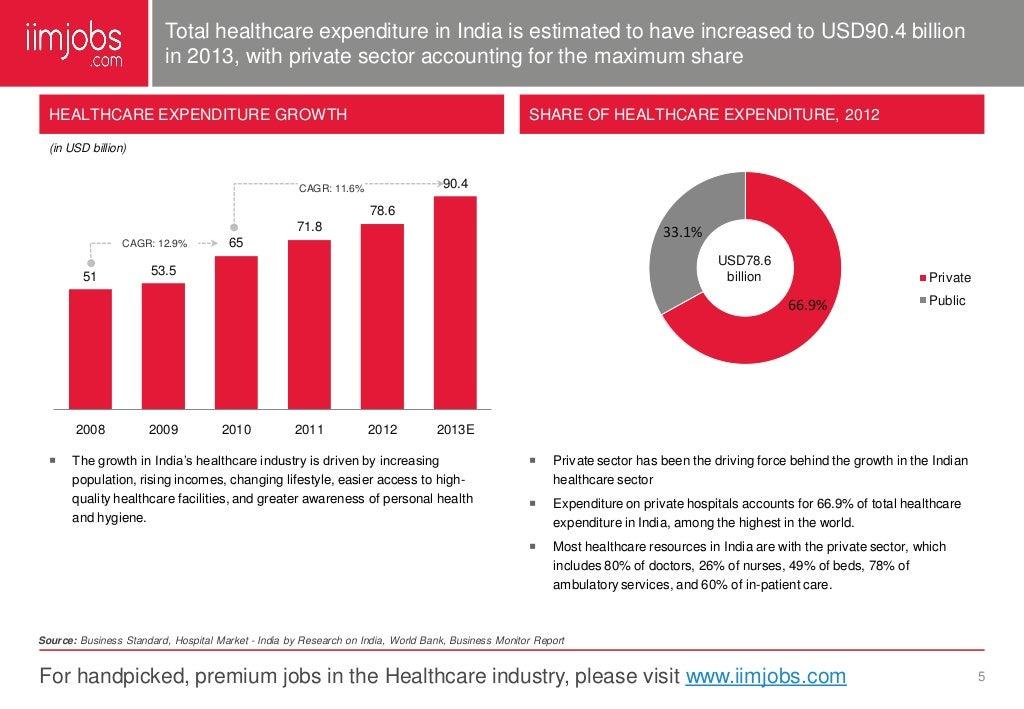 iimjobs
.com
Total healthcare expenditure in India is estimated to have increased to USD90.4 billion
in 2013, with private sector accounting for the maximum share
HEALTHCARE EXPENDITURE GROWTH
(in USD billion)
CAGR: 11.6%
90.4
78.6
71.8
CAGR: 12.9%
65
53.5
51
2008 2009 2010 2011 2012 2013E
The growth in India's healthcare industry is driven by increasing
population, rising incomes, changing lifestyle, easier access to high-
quality healthcare facilities, and greater awareness of personal health
and hygiene.
SHARE OF HEALTHCARE EXPENDITURE, 2012
33.1%
USD78.6
billion
66.9%
Private
Public
Private sector has been the driving force behind the growth in the Indian
healthcare sector
Expenditure on private hospitals accounts for 66.9% of total healthcare
expenditure in India, among the highest in the world.
Most healthcare resources in India are with the private sector, which
includes 80% of doctors, 26% of nurses, 49% of beds, 78% of
ambulatory services, and 60% of in-patient care.
Source: Business Standard, Hospital Market - India by Research on India, World Bank, Business Monitor Report
For handpicked, premium jobs in the Healthcare industry, please visit www.iimjobs.com
5